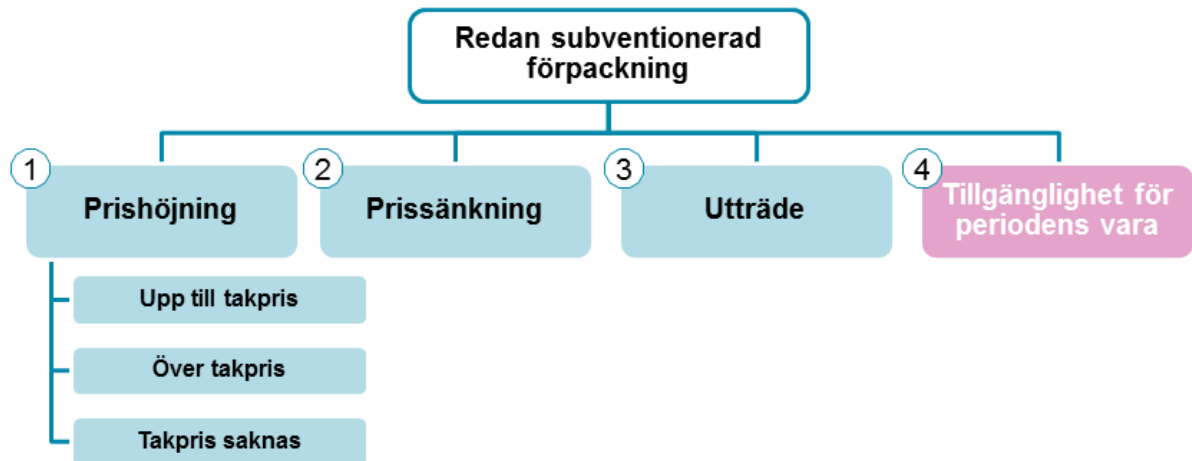 Redan subventionerad
förpackning
1
Prishöjning
2
Prissänkning
3
Utträde
4
Tillgänglighet för
periodens vara
Upp till takpris
Över takpris
Takpris saknas